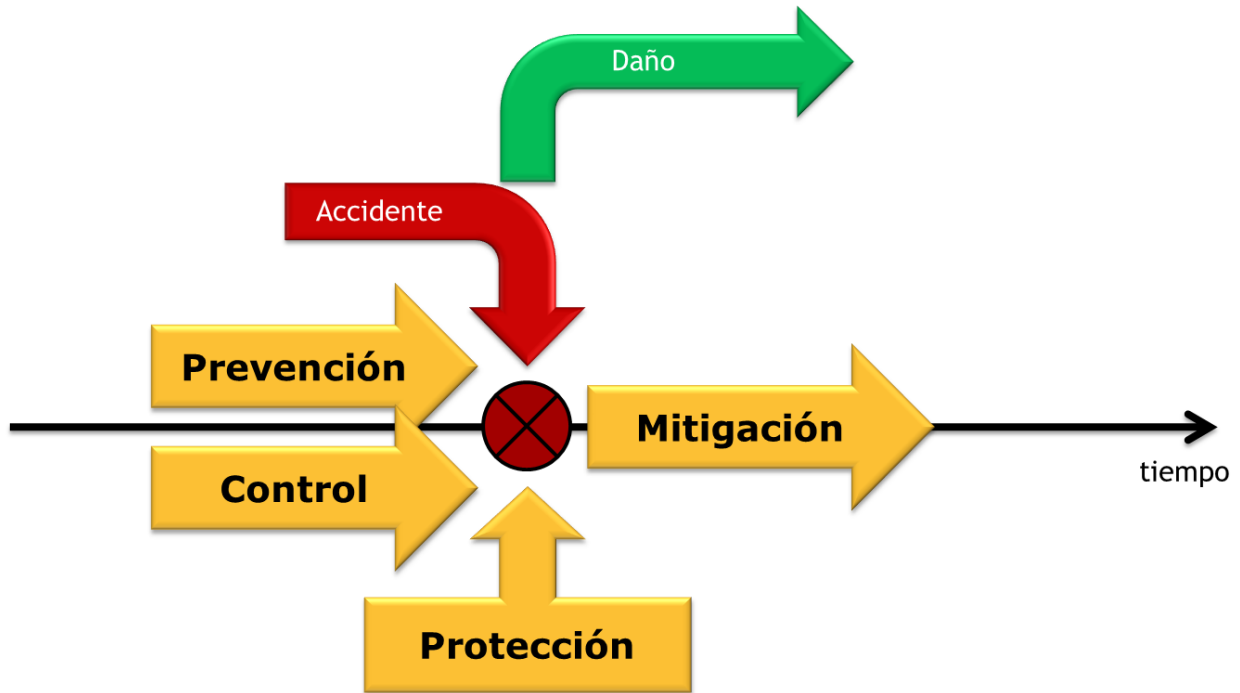 Daño
Accidente
Prevención
Mitigación
tiempo
Control
Protección